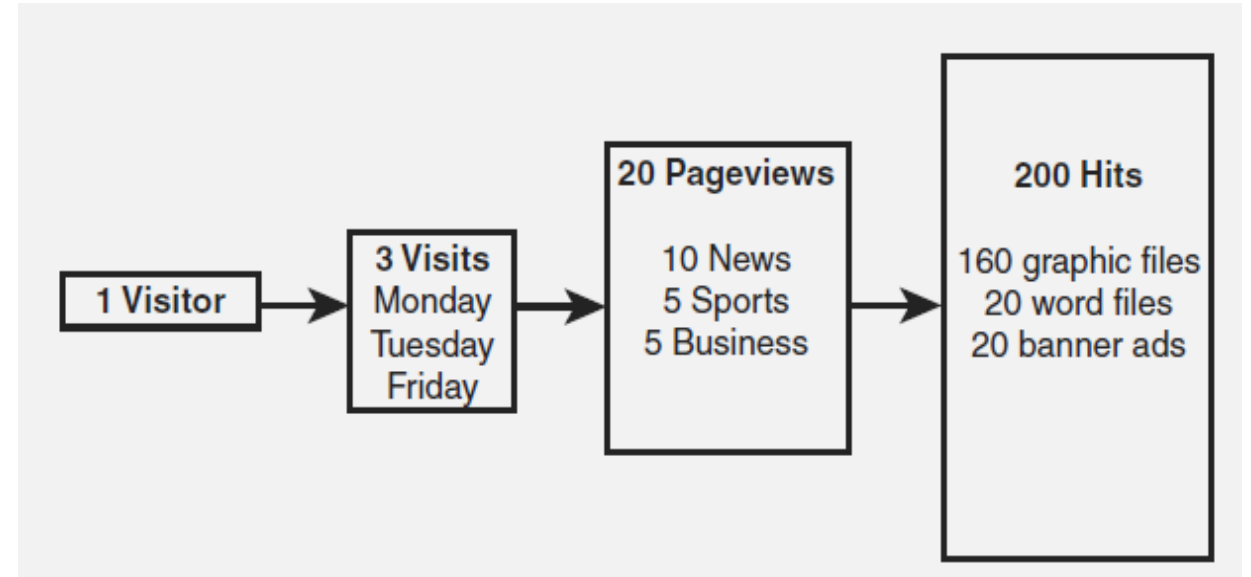 1 Visitor
3 Visits
Monday
Tuesday
Friday
20 Pageviews
10 News
5 Sports
5 Business
200 Hits
160 graphic files
20 word files
20 banner ads